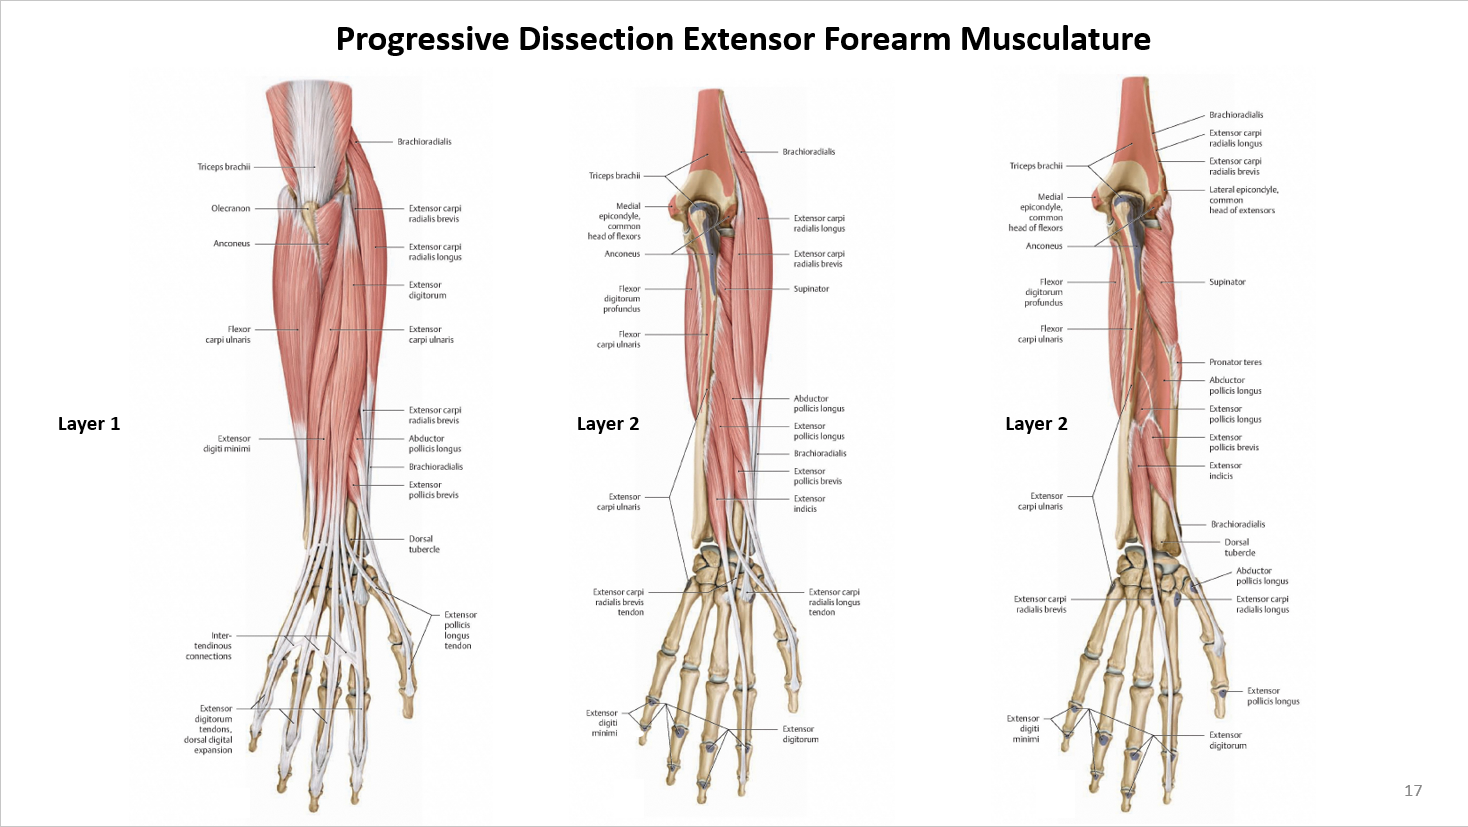 Progressive Dissection Extensor Forearm Musculature
Layer 1
Triceps brachii
Olecranon
Anconeus
Flexor
carpi ulnaris
Extensor
digiti minimi
Inter-
tendinous
connections
Extensor
digitorum
tendons,
dorsal digital
expansion
Brachioradialis
Extensor carpi
radialis brevis
Extensor carpi
radialis longus
Extensor
digitorum
Extensor
carpi ulnaris
Extensor carpi
radialis brevis
Abductor
pollicis longus
Brachioradialis
Extensor
pollicis brevis
Dorsal
tubercle
Extensor
pollicis
longus
tendon
Layer 2
Triceps brachii
Medial
epicondyle,
common
head of flexors
Anconeus
Flexor
digitorum
profundus
Flexor
carpi ulnaris
Extensor
carpi ulnaris
Extensor carpi
radialis brevis
tendon
Extensor
digiti
minimi
Brachioradialis
Extensor carpi
radialis longus
Extensor carpi
radialis brevis
Supinator
Abductor
pollicis longus
Extensor
pollicis longus
Brachioradialis
Extensor
pollicis brevis
Extensor
indicis
Extensor carpi
radialis longus
tendon
Extensor
digitorum
Layer 2
Triceps brachii
Medial
epicondyle,
common
head of flexors
Anconeus
Flexor
digitorum
profundus
Flexor
carpi ulnaris
Extensor
carpi ulnaris
Extensor carpi
radialis brevis
Extensor
digiti
minimi
Brachioradialis
Extensor carpi
radialis longus
Extensor carpi
radialis brevis
Lateral epicondyle,
common
head of extensors
Supinator
Pronator teres
Abductor
pollicis longus
Extensor
pollicis longus
Extensor
pollicis brevis
Extensor
indicis
Brachioradialis
Dorsal
tubercle
Abductor
pollicis longus
Extensor carpi
radialis longus
Extensor
pollicis longus
Extensor
digitorum
17